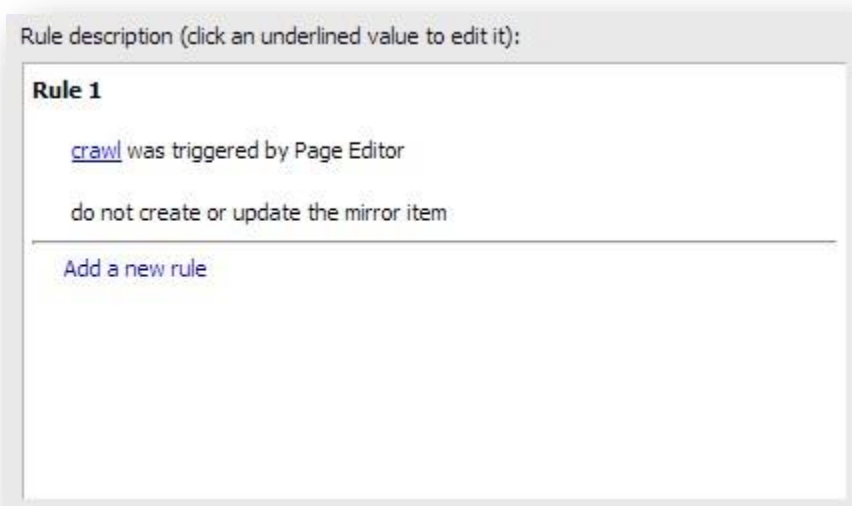 Rule description (click an underlined value to edit it):
Rule 1
crawl was triggered by Page Editor
do not create or update the mirror item
Add a new rule